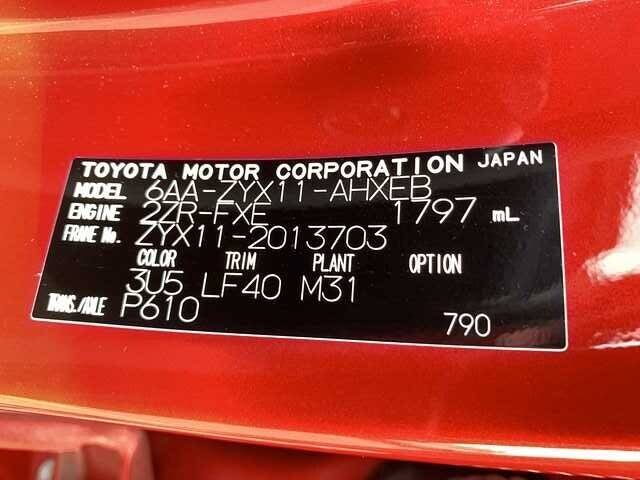 TOYOTA MOTOR CORPORATION JAPAN
MODEL 6AA-ZYX11-AHXEB
ENGINE 2ZR-FXE 1797 mL
FRAME No. ZYX11-2013703
COLOR TRIM PLANT OPTION
3U5 LF40 M31
TRANS./AXLE P610
790